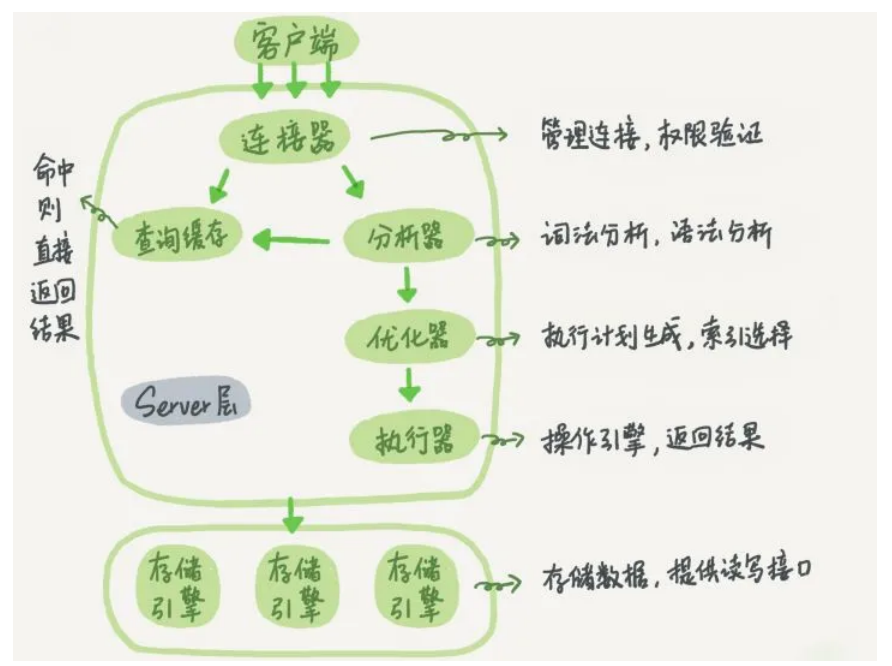 客户端
连接器
管理连接，权限验证
命中
则
直接
返回
结果
查询缓存
分析器
词法分析，语法分析
优化器
执行计划生成，索引选择
Server层
执行器
操作引擎，返回结果
存储
引擎
存储
引擎
存储
引擎
存储数据，提供读写接口